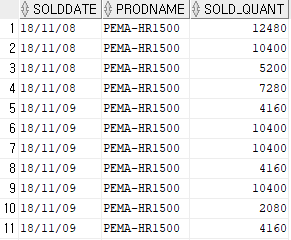 SOLDDATE PRODNAME SOLD_QUANT
1 18/11/08 PEMA-HR1500 12480
2 18/11/08 PEMA-HR1500 10400
3 18/11/08 PEMA-HR1500 5200
4 18/11/08 PEMA-HR1500 7280
5 18/11/09 PEMA-HR1500 4160
6 18/11/09 PEMA-HR1500 10400
7 18/11/09 PEMA-HR1500 10400
8 18/11/09 PEMA-HR1500 4160
9 18/11/09 PEMA-HR1500 10400
10 18/11/09 PEMA-HR1500 2080
11 18/11/09 PEMA-HR1500 4160